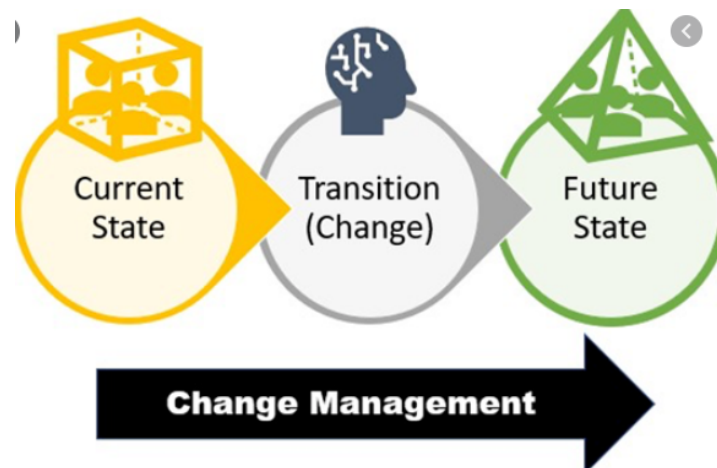 Current
State
Transition
(Change)
Future
State
Change Management